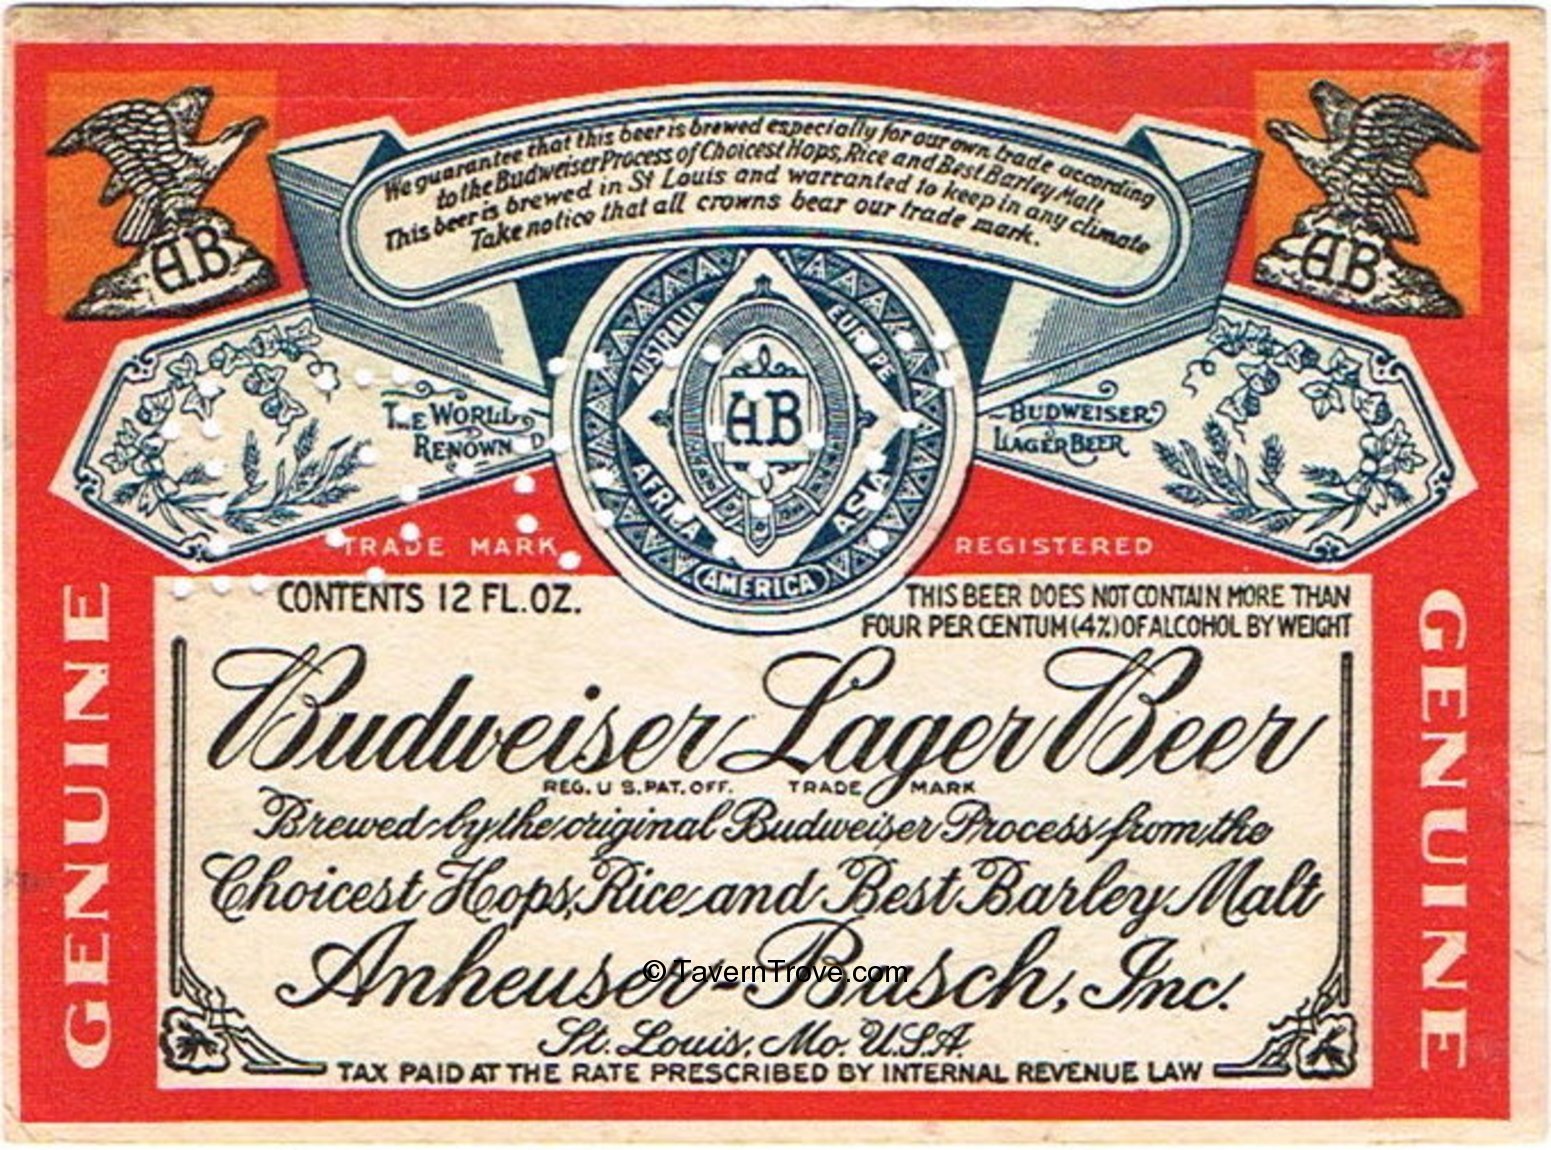 We guarantee that this beer is brewed especially for our own trade according
to the Budweiser Process of Choicest Hops, Rice and Best Barley Malt.
This beer is brewed in St Louis and warranted to keep in any climate
Take notice that all crowns bear our trade mark.
AB
AB
AUSTRALIA
EUROPE
AB
THE WORLD
RENOWNED
BUDWEISER
LAGER BEER
AFRICA
ASIA
AMERICA
TRADE MARK
REGISTERED
GENUINE
GENUINE
CONTENTS 12 FL. OZ.
THIS BEER DOES NOT CONTAIN MORE THAN
FOUR PER CENTUM (4%) OF ALCOHOL BY WEIGHT
Budweiser Lager Beer
REG. U S. PAT. OFF. TRADE MARK
Brewed by the original Budweiser Process from the
Choicest Hops, Rice and Best Barley Malt
Anheuser-Busch, Inc.
© TavernTrove.com
St. Louis, Mo. U.S.A.
TAX PAID AT THE RATE PRESCRIBED BY INTERNAL REVENUE LAW